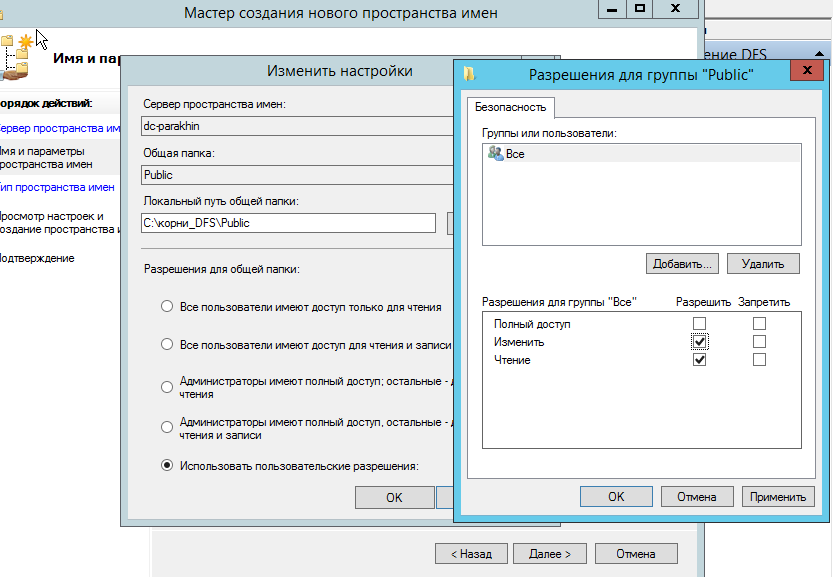 Мастер создания нового пространства имен
ение DFS
Имя и пар
орядок действий:
ервер пространства им
мя и параметры
ространства имен
ип пространства имен
росмотр настроек и
оздание пространства и
одтверждение
Изменить настройки
Сервер пространства имен:
dc-parakhin
Общая папка:
Public
Локальный путь общей папки:
C:\корни_DFS\Public
Разрешения для общей папки:
Все пользователи имеют доступ только для чтения
Все пользователи имеют доступ для чтения и записи
Администраторы имеют полный доступ; остальные - д
чтения
Администраторы имеют полный доступ, остальные - д
чтения и записи
Использовать пользовательские разрешения:
OK
Разрешения для группы "Public"
Безопасность
Группы или пользователи:
Все
Добавить...
Удалить
Разрешения для группы "Все"
Разрешить
Запретить
Полный доступ
Изменить
Чтение
OK
Отмена
Применить
< Назад
Далее >
Отмена